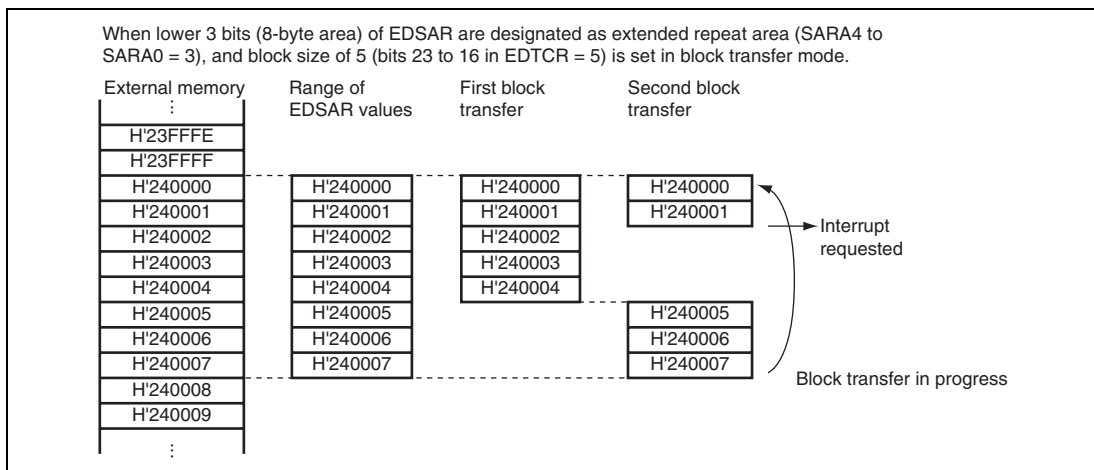 When lower 3 bits (8-byte area) of EDSAR are designated as extended repeat area (SARA4 to
SARA0 = 3), and block size of 5 (bits 23 to 16 in EDTCR = 5) is set in block transfer mode.
External memory
⋮
H'23FFFE
H'23FFFF
H'240000
H'240001
H'240002
H'240003
H'240004
H'240005
H'240006
H'240007
H'240008
H'240009
⋮
Range of
EDSAR values
H'240000
H'240001
H'240002
H'240003
H'240004
H'240005
H'240006
H'240007
First block
transfer
H'240000
H'240001
H'240002
H'240003
H'240004
Second block
transfer
H'240000
H'240001
H'240005
H'240006
H'240007
Interrupt
requested
Block transfer in progress